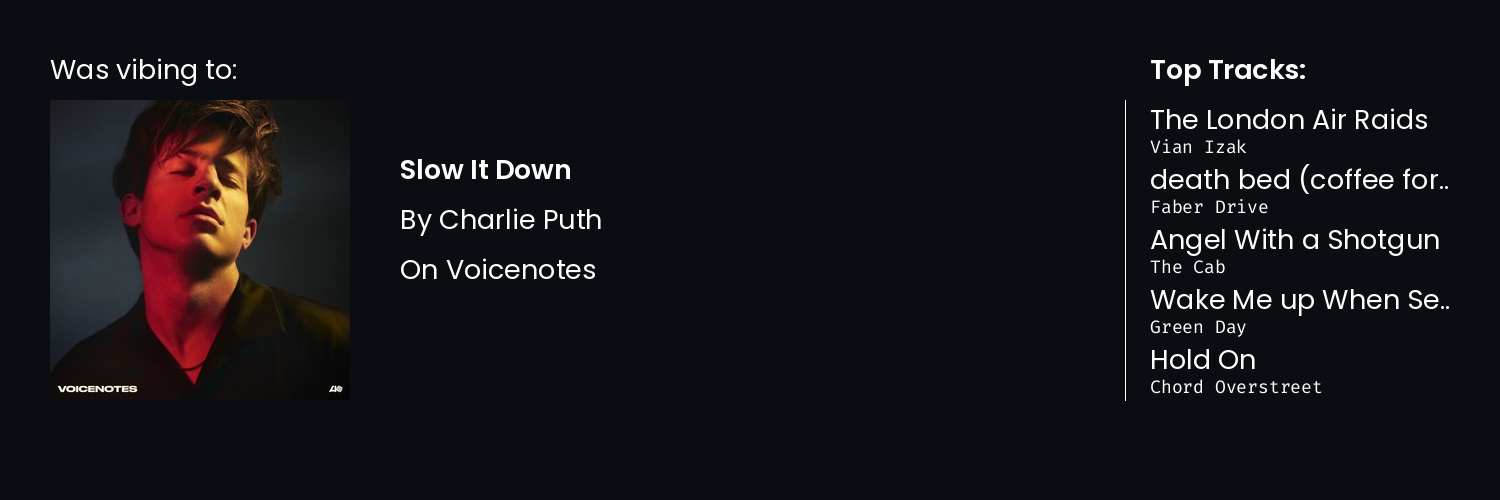 Was vibing to:
VOICENOTES
Slow It Down
By Charlie Puth
On Voicenotes
Top Tracks:
The London Air Raids
Vian Izak
death bed (coffee for..
Faber Drive
Angel With a Shotgun
The Cab
Wake Me up When Se..
Green Day
Hold On
Chord Overstreet